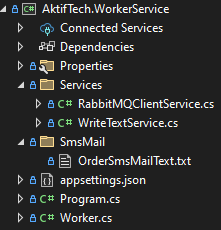 C# AktifTech.WorkerService
Connected Services
Dependencies
Properties
Services
C# RabbitMQClientService.cs
C# WriteTextService.cs
SmsMail
OrderSmsMailText.txt
appsettings.json
C# Program.cs
C# Worker.cs